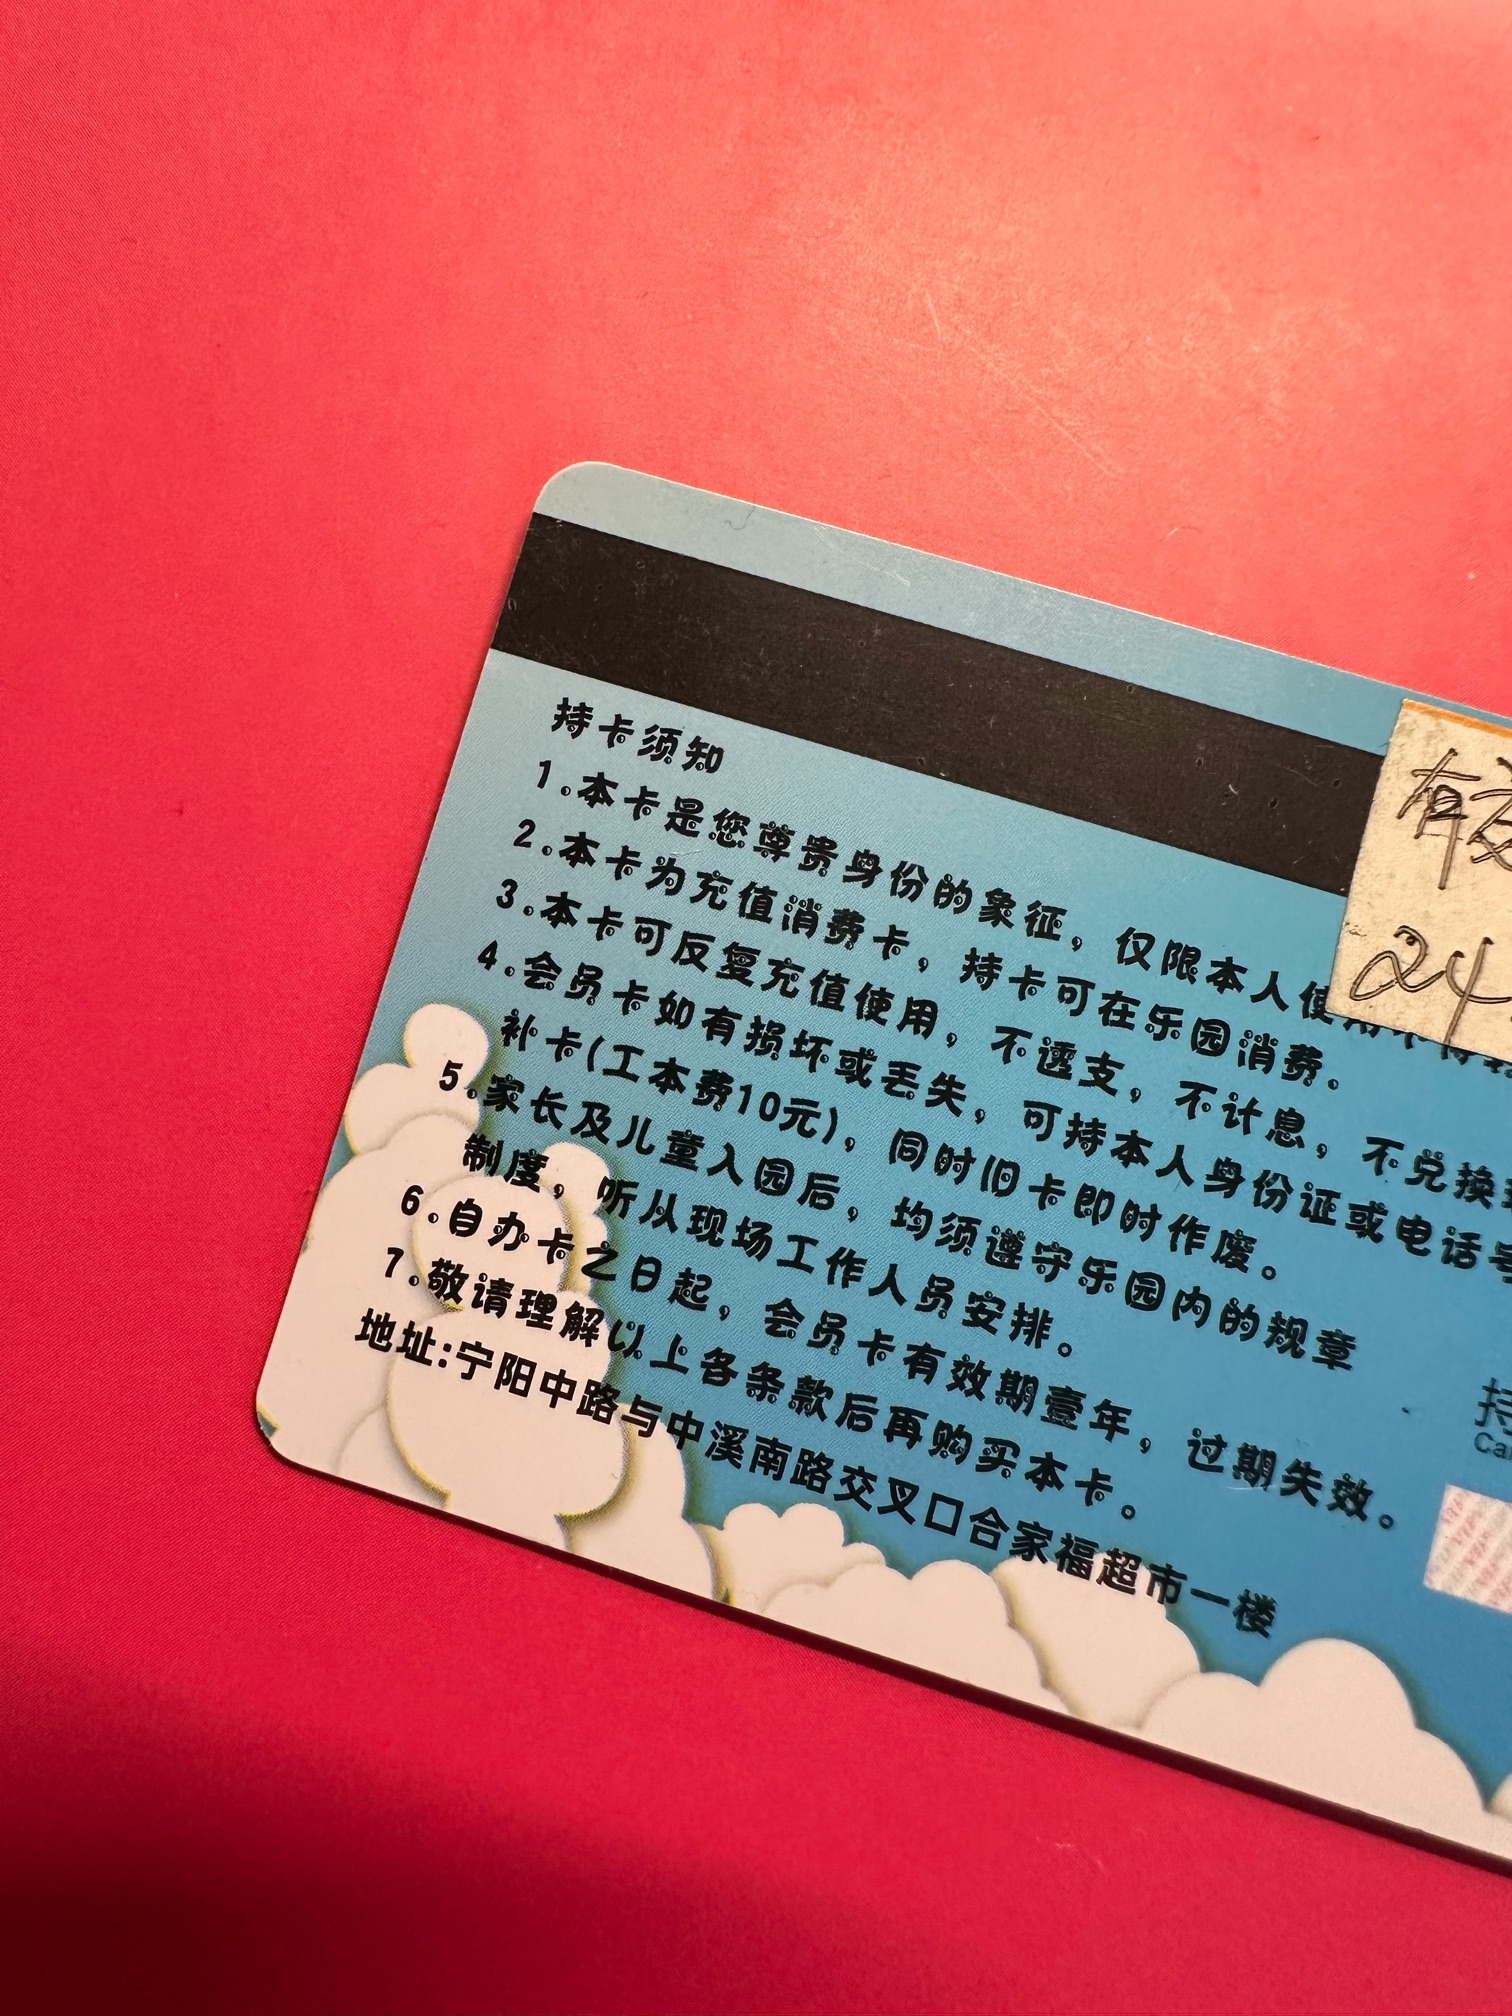 持卡须知
1.本卡是您尊贵身份的象征，仅限本人使用不得转
2.本卡为充值消费卡，持卡可在乐园消费。
3.本卡可反复充值使用，不透支，不计息，不兑换
4.会员卡如有损坏或丢失，可持本人身份证或电话号
补卡(工本费10元)，同时旧卡即时作废。
5.家长及儿童入园后，均须遵守乐园内的规章
制度，听从现场工作人员安排。
6.自办卡之日起，会员卡有效期壹年，过期失效。
7.敬请理解以上各条款后再购买本卡。
地址:宁阳中路与中溪南路交叉口合家福超市一楼
有
24
持
Ca